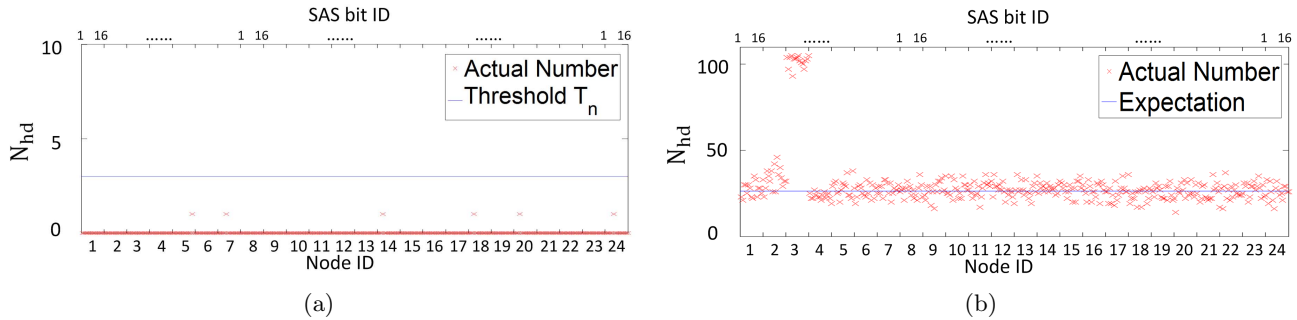 SAS bit ID
1 16 ...... 1 16 ...... ...... 1 16
10
5
0
N_hd
Actual Number
Threshold T_n
1 2 3 4 5 6 7 8 9 10 11 12 13 14 15 16 17 18 19 20 21 22 23 24
Node ID
(a)
SAS bit ID
1 16 ...... 1 16 ...... ...... 1 16
100
50
0
N_hd
Actual Number
Expectation
1 2 3 4 5 6 7 8 9 10 11 12 13 14 15 16 17 18 19 20 21 22 23 24
Node ID
(b)